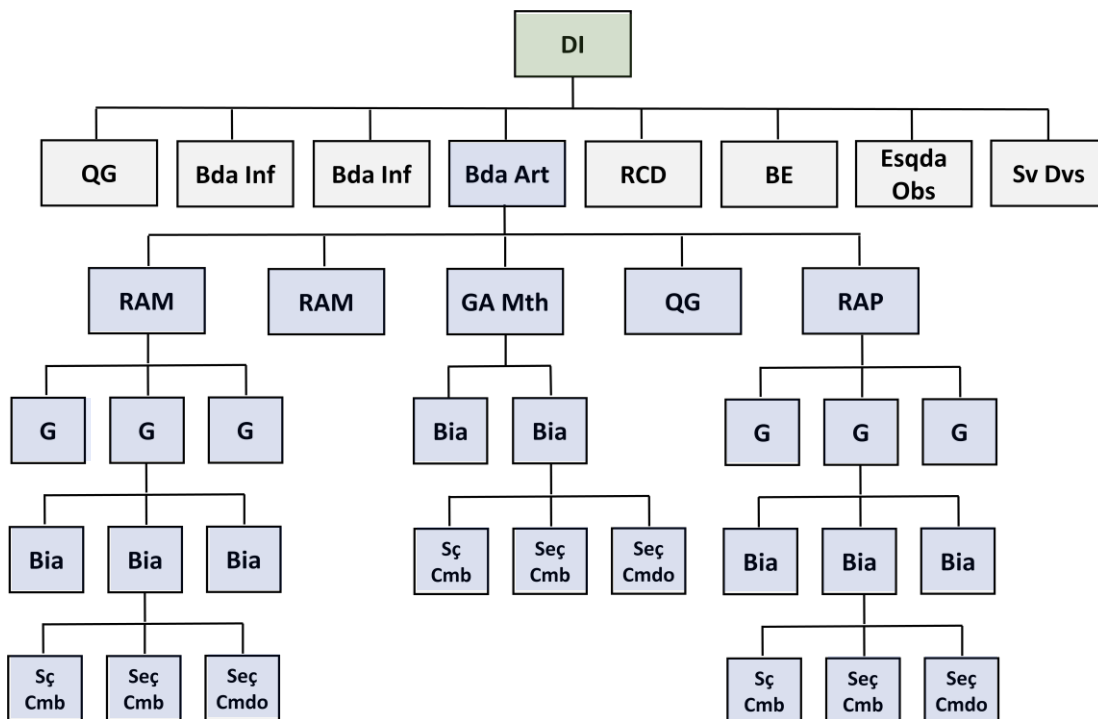 DI
QG
Bda Inf
Bda Inf
Bda Art
RCD
BE
Esqda
Obs
Sv Dvs
RAM
RAM
GA Mth
QG
RAP
G
G
G
Bia
Bia
G
G
G
Bia
Bia
Bia
Sç
Cmb
Seç
Cmb
Seç
Cmdo
Bia
Bia
Bia
Sç
Cmb
Seç
Cmb
Seç
Cmdo
Sç
Cmb
Seç
Cmb
Seç
Cmdo